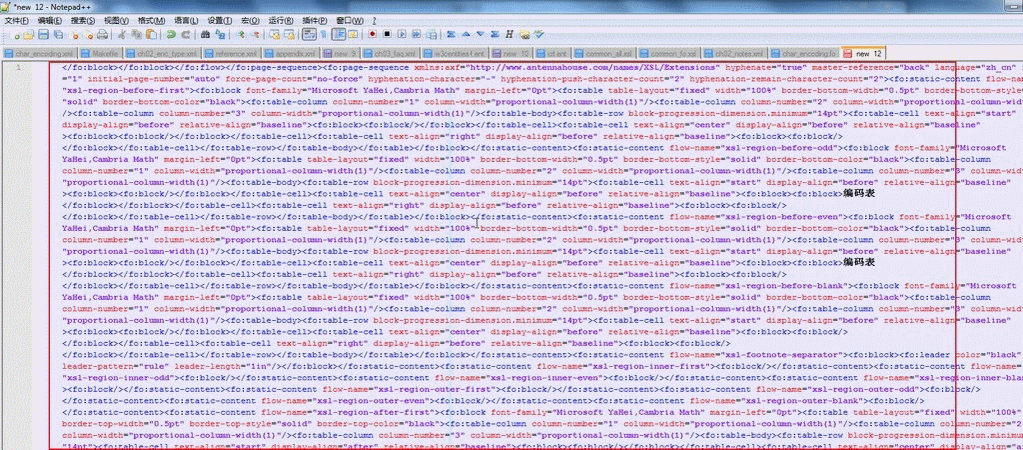 *new 12 - Notepad++
文件(F) 编辑(E) 搜索(S) 视图(V) 格式(M) 语言(L) 设置(T) 宏(O) 运行(R) 插件(P) 窗口(W) ?
char_encoding.xml Makefile ch02_enc_type.xml reference.xml appendix.xml new 9 ch03_faq.xml w3centities-f.ent new 10 crl.ent common_all.xsl common_fo.xsl ch02_notes.xml char_encoding.fo new 12
1 </fo:block></fo:block></fo:flow></fo:page-sequence><fo:page-sequence xmlns:axf="http://www.antennahouse.com/names/XSL/Extensions" hyphenate="true" master-reference="back" language="zh_cn"
="1" initial-page-number="auto" force-page-count="no-force" hyphenation-character="-" hyphenation-push-character-count="2" hyphenation-remain-character-count="2"><fo:static-content flow-name=
"xsl-region-before-first"><fo:block font-family="Microsoft YaHei,Cambria Math" margin-left="0pt"><fo:table table-layout="fixed" width="100%" border-bottom-width="0.5pt" border-bottom-style=
"solid" border-bottom-color="black"><fo:table-column column-number="1" column-width="proportional-column-width(1)"/><fo:table-column column-number="2" column-width="proportional-column-width(1)"
/><fo:table-column column-number="3" column-width="proportional-column-width(1)"/><fo:table-body><fo:table-row block-progression-dimension.minimum="14pt"><fo:table-cell text-align="start"
display-align="before" relative-align="baseline"><fo:block><fo:block/></fo:block></fo:table-cell><fo:table-cell text-align="center" display-align="before" relative-align="baseline"
><fo:block><fo:block/></fo:block></fo:table-cell><fo:table-cell text-align="right" display-align="before" relative-align="baseline"><fo:block><fo:block/>
</fo:block></fo:table-cell></fo:table-row></fo:table-body></fo:table></fo:block></fo:static-content><fo:static-content flow-name="xsl-region-before-odd"><fo:block font-family="Microsoft
YaHei,Cambria Math" margin-left="0pt"><fo:table table-layout="fixed" width="100%" border-bottom-width="0.5pt" border-bottom-style="solid" border-bottom-color="black"><fo:table-column
column-number="1" column-width="proportional-column-width(1)"/><fo:table-column column-number="2" column-width="proportional-column-width(1)"/><fo:table-column column-number="3" column-width=
"proportional-column-width(1)"/><fo:table-body><fo:table-row block-progression-dimension.minimum="14pt"><fo:table-cell text-align="start" display-align="before" relative-align="baseline"
><fo:block><fo:block/></fo:block></fo:table-cell><fo:table-cell text-align="center" display-align="before" relative-align="baseline"><fo:block><fo:block>编码表
</fo:block></fo:block></fo:table-cell><fo:table-cell text-align="right" display-align="before" relative-align="baseline"><fo:block><fo:block/>
</fo:block></fo:table-cell></fo:table-row></fo:table-body></fo:table></fo:block></fo:static-content><fo:static-content flow-name="xsl-region-before-even"><fo:block font-family="Microsoft
YaHei,Cambria Math" margin-left="0pt"><fo:table table-layout="fixed" width="100%" border-bottom-width="0.5pt" border-bottom-style="solid" border-bottom-color="black"><fo:table-column
column-number="1" column-width="proportional-column-width(1)"/><fo:table-column column-number="2" column-width="proportional-column-width(1)"/><fo:table-column column-number="3" column-width=
"proportional-column-width(1)"/><fo:table-body><fo:table-row block-progression-dimension.minimum="14pt"><fo:table-cell text-align="start" display-align="before" relative-align="baseline"
><fo:block><fo:block/></fo:block></fo:table-cell><fo:table-cell text-align="center" display-align="before" relative-align="baseline"><fo:block><fo:block>编码表
</fo:block></fo:block></fo:table-cell><fo:table-cell text-align="right" display-align="before" relative-align="baseline"><fo:block><fo:block/>
</fo:block></fo:table-cell></fo:table-row></fo:table-body></fo:table></fo:block></fo:static-content><fo:static-content flow-name="xsl-region-before-blank"><fo:block font-family="Microsoft
YaHei,Cambria Math" margin-left="0pt"><fo:table table-layout="fixed" width="100%" border-bottom-width="0.5pt" border-bottom-style="solid" border-bottom-color="black"><fo:table-column
column-number="1" column-width="proportional-column-width(1)"/><fo:table-column column-number="2" column-width="proportional-column-width(1)"/><fo:table-column column-number="3" column-width=
"proportional-column-width(1)"/><fo:table-body><fo:table-row block-progression-dimension.minimum="14pt"><fo:table-cell text-align="start" display-align="before" relative-align="baseline"
><fo:block><fo:block/></fo:block></fo:table-cell><fo:table-cell text-align="center" display-align="before" relative-align="baseline"><fo:block><fo:block/>
</fo:block></fo:table-cell><fo:table-cell text-align="right" display-align="before" relative-align="baseline"><fo:block><fo:block/>
</fo:block></fo:table-cell></fo:table-row></fo:table-body></fo:table></fo:block></fo:static-content><fo:static-content flow-name="xsl-footnote-separator"><fo:block><fo:leader color="black"
leader-pattern="rule" leader-length="1in"/></fo:block></fo:static-content><fo:static-content flow-name="xsl-region-inner-first"><fo:block/></fo:static-content><fo:static-content flow-name=
"xsl-region-inner-odd"><fo:block/></fo:static-content><fo:static-content flow-name="xsl-region-inner-even"><fo:block/></fo:static-content><fo:static-content flow-name="xsl-region-inner-blank"
><fo:block/></fo:static-content><fo:static-content flow-name="xsl-region-outer-first"><fo:block/></fo:static-content><fo:static-content flow-name="xsl-region-outer-odd"><fo:block/>
</fo:static-content><fo:static-content flow-name="xsl-region-outer-even"><fo:block/></fo:static-content><fo:static-content flow-name="xsl-region-outer-blank"><fo:block/>
</fo:static-content><fo:static-content flow-name="xsl-region-after-first"><fo:block font-family="Microsoft YaHei,Cambria Math" margin-left="0pt"><fo:table table-layout="fixed" width="100%"
border-top-width="0.5pt" border-top-style="solid" border-top-color="black"><fo:table-column column-number="1" column-width="proportional-column-width(1)"/><fo:table-column column-number="2"
column-width="proportional-column-width(1)"/><fo:table-column column-number="3" column-width="proportional-column-width(1)"/><fo:table-body><fo:table-row block-progression-dimension.minimum=
"14pt"><fo:table-cell text-align="start" display-align="after" relative-align="baseline"><fo:block><fo:block/></fo:block></fo:table-cell><fo:table-cell text-align="center" display-align=